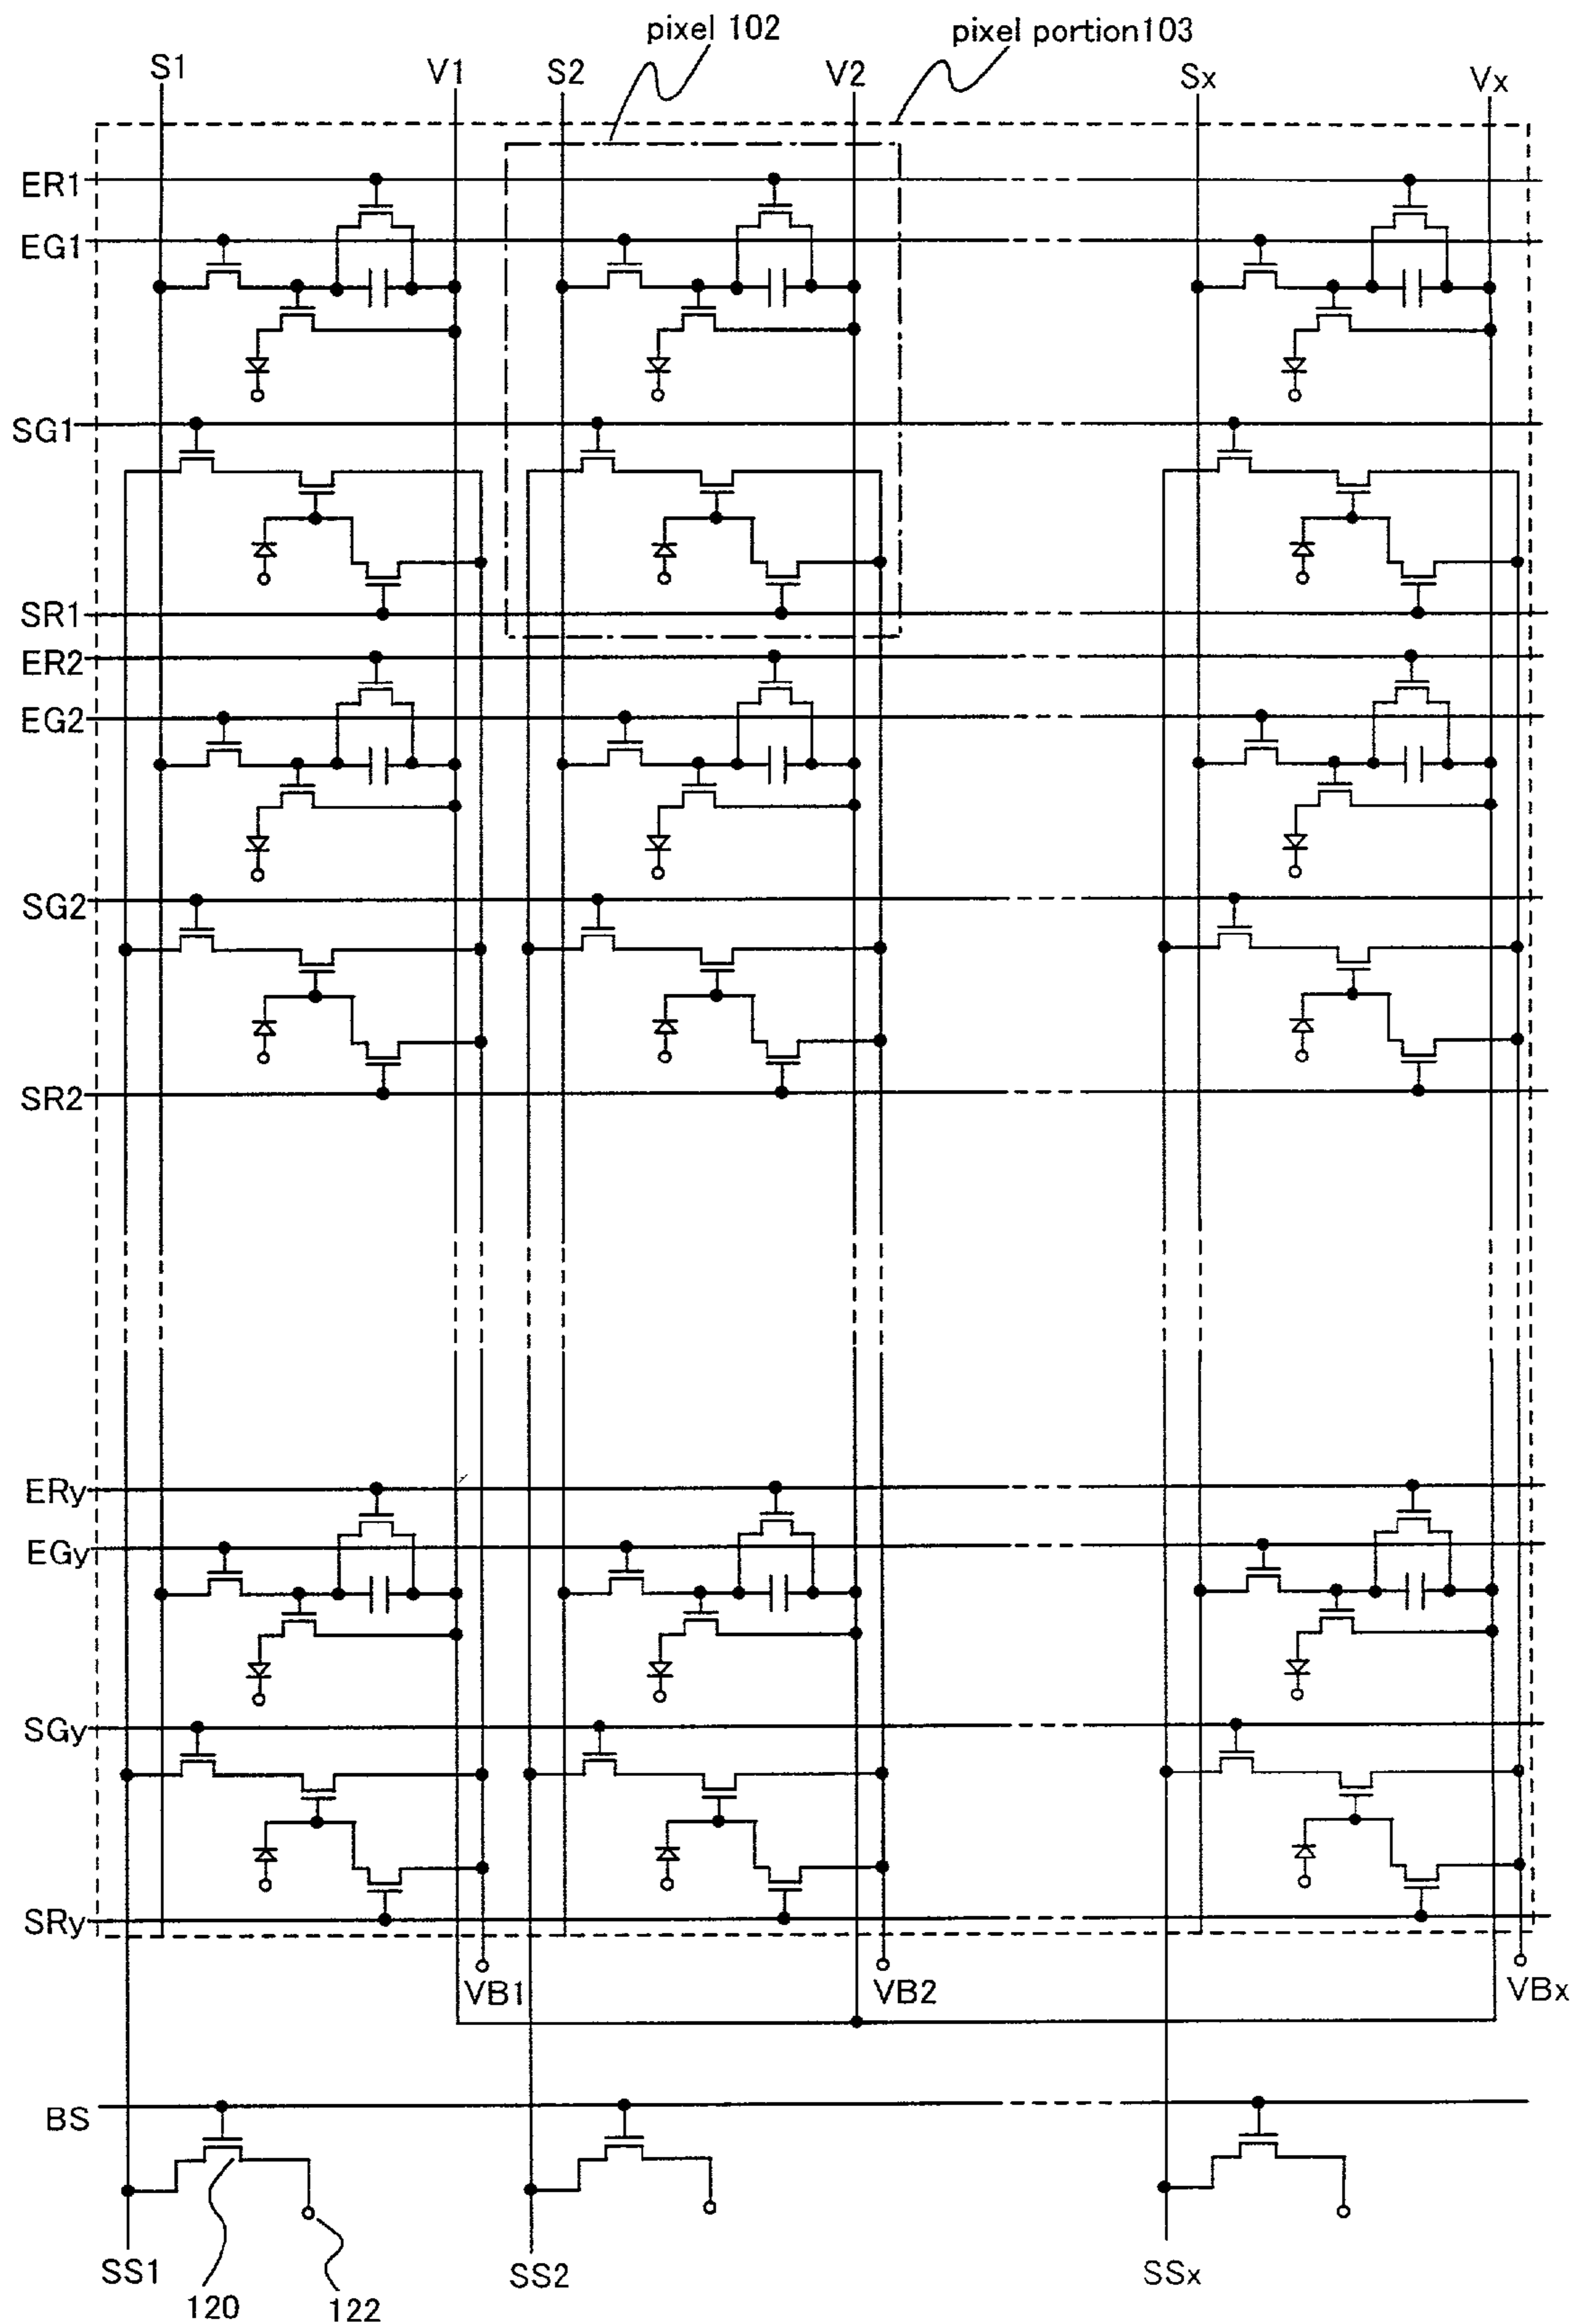 pixel 102
pixel portion103
S1
V1
S2
V2
Sx
Vx
ER1
EG1
SG1
SR1
ER2
EG2
SG2
SR2
ERy
EGy
SGy
SRy
VB1
VB2
VBx
BS
SS1
SS2
SSx
120
122